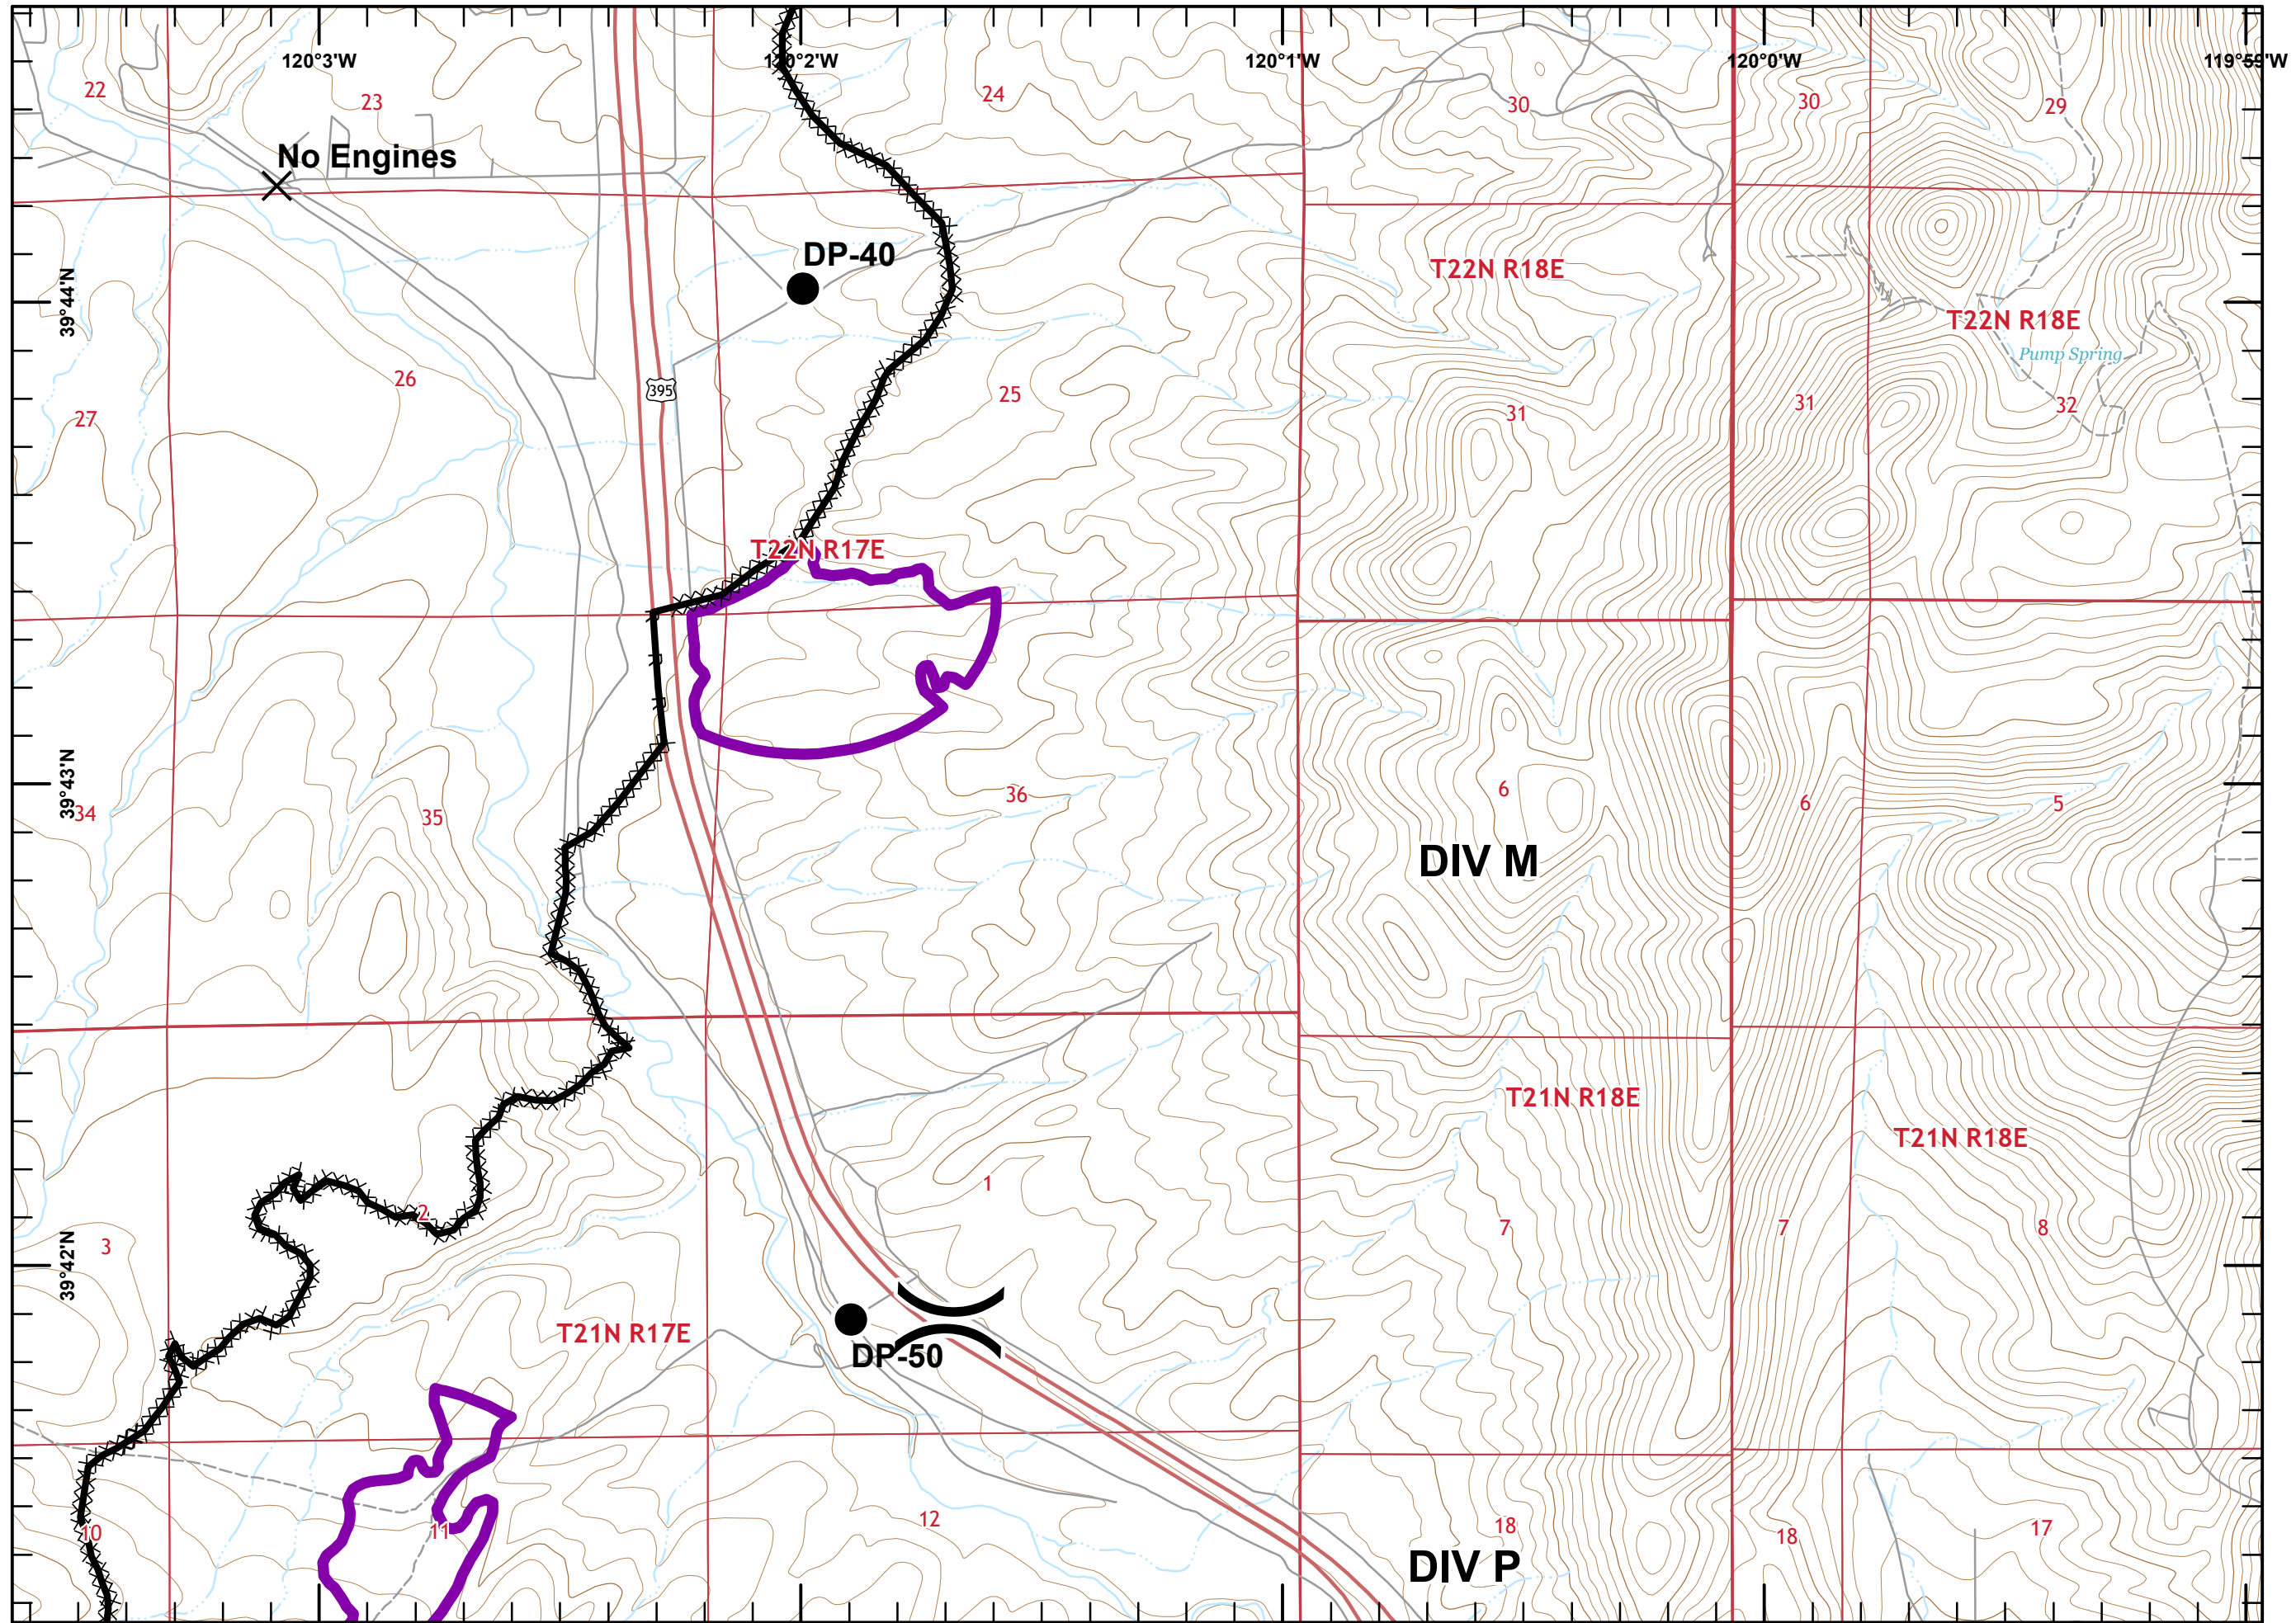 120°3'W
120°2'W
120°1'W
120°0'W
119°59'W
22
23
24
30
30
29
No Engines
DP-40
T22N R18E
39°44'N
T22N R18E
Pump Spring
26
395
25
31
31
32
27
T22N R17E
R
R
39°43'N
34
35
36
6
6
5
DIV M
T21N R18E
T21N R18E
1
2
3
7
7
8
39°42'N
T21N R17E
DP-50
10
11
12
18
18
17
DIV P